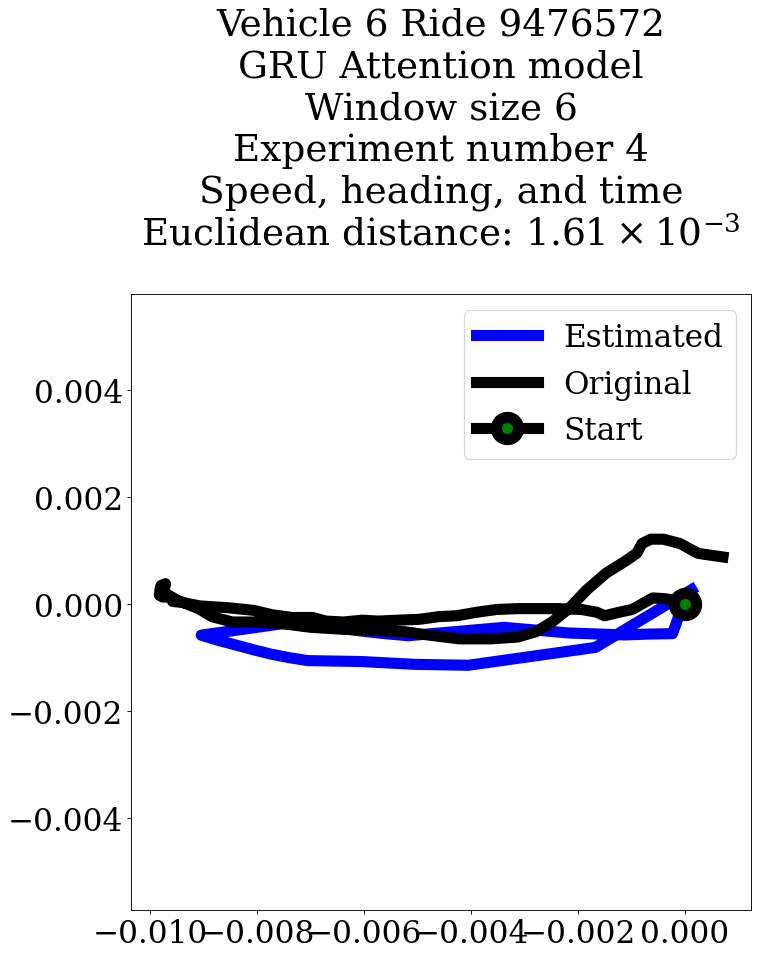 Vehicle 6 Ride 9476572
GRU Attention model
Window size 6
Experiment number 4
Speed, heading, and time
Euclidean distance: 1.61 × 10⁻³
Estimated
Original
Start
0.004
0.002
0.000
−0.002
−0.004
−0.010 −0.008 −0.006 −0.004 −0.002 0.000